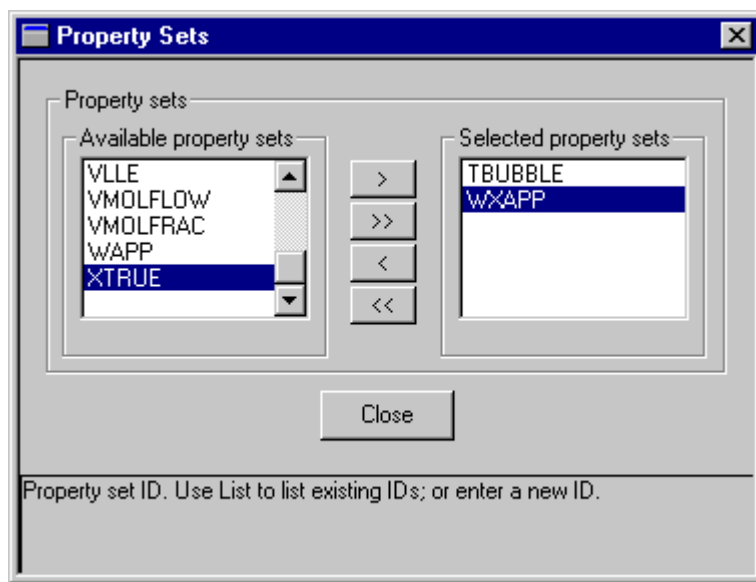 Property Sets
Property sets
Available property sets
VLLE
VMOLFLOW
VMOLFRAC
WAPP
XTRUE
>
>>
<
<<
Selected property sets
TBUBBLE
WXAPP
Close
Property set ID. Use List to list existing IDs; or enter a new ID.